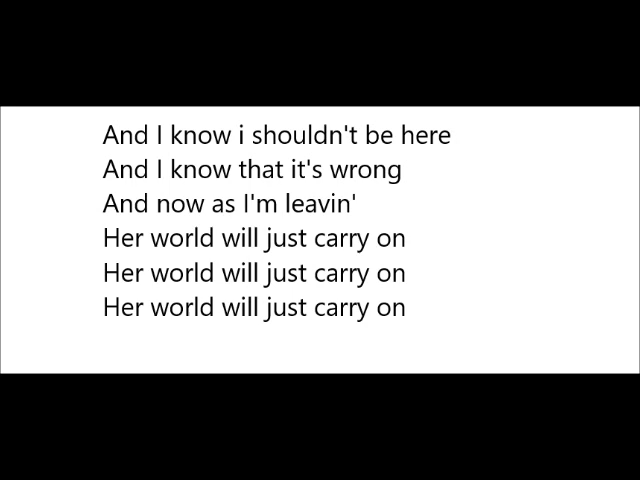 And I know i shouldn't be here
And I know that it's wrong
And now as I'm leavin'
Her world will just carry on
Her world will just carry on
Her world will just carry on